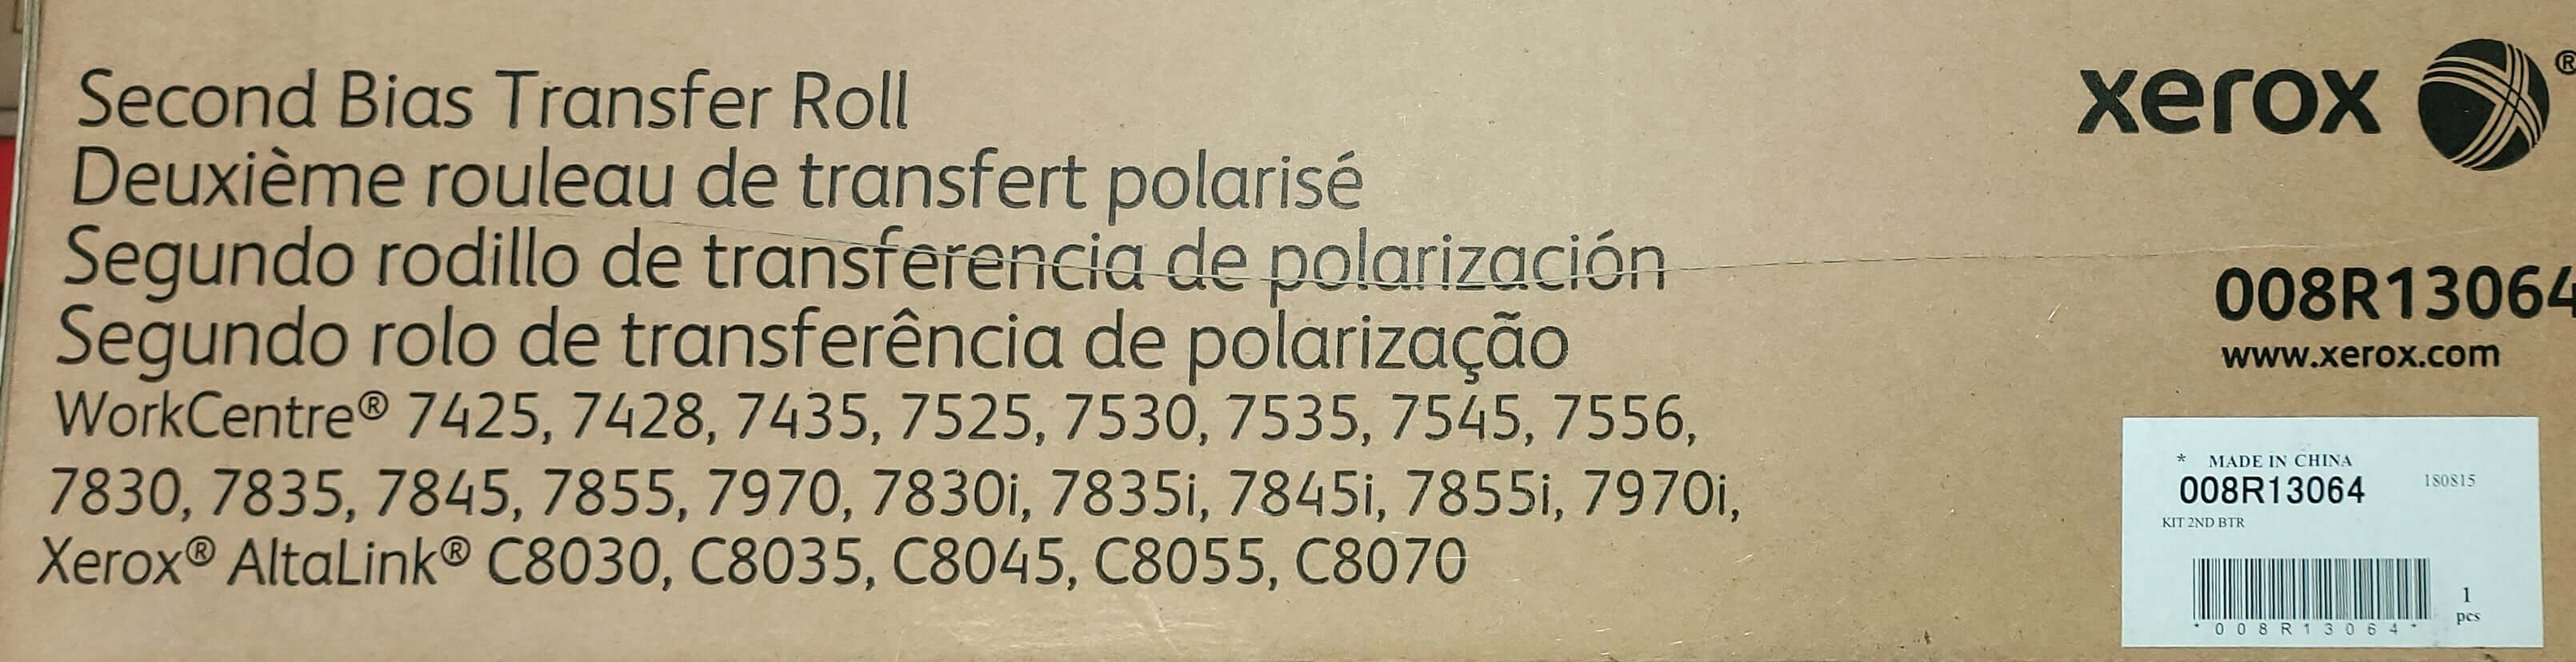 Second Bias Transfer Roll
Deuxième rouleau de transfert polarisé
Segundo rodillo de transferencia de polarización
Segundo rolo de transferência de polarização
WorkCentre® 7425, 7428, 7435, 7525, 7530, 7535, 7545, 7556,
7830, 7835, 7845, 7855, 7970, 7830i, 7835i, 7845i, 7855i, 7970i,
Xerox® AltaLink® C8030, C8035, C8045, C8055, C8070
xerox ®
008R13064
www.xerox.com
* MADE IN CHINA
008R13064 180815
KIT 2ND BTR
1
pcs
*008R13064*